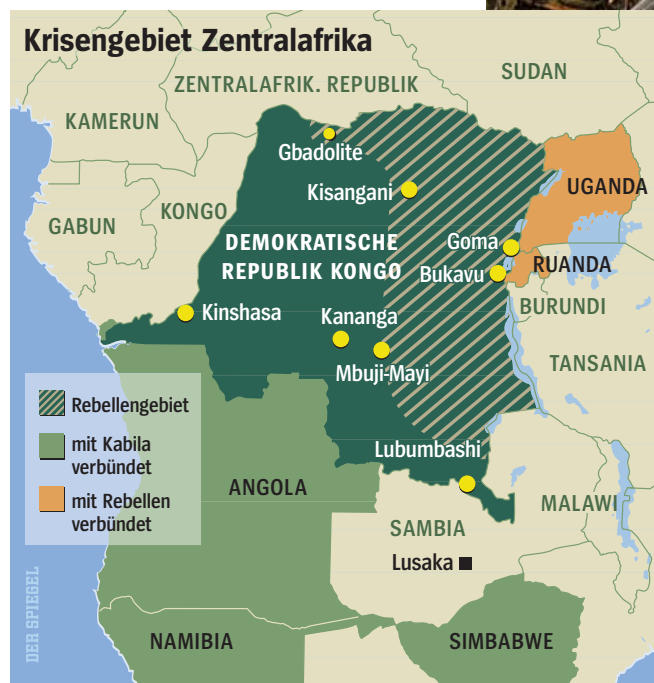 Krisengebiet Zentralafrika
SUDAN
ZENTRALAFRIK. REPUBLIK
KAMERUN
Gbadolite
UGANDA
Kisangani
KONGO
GABUN
DEMOKRATISCHE
REPUBLIK KONGO
Goma
RUANDA
Bukavu
BURUNDI
Kinshasa
Kananga
TANSANIA
Mbuji-Mayi
Rebellengebiet
mit Kabila
verbündet
mit Rebellen
verbündet
Lubumbashi
ANGOLA
MALAWI
SAMBIA
Lusaka
DER SPIEGEL
NAMIBIA
SIMBABWE